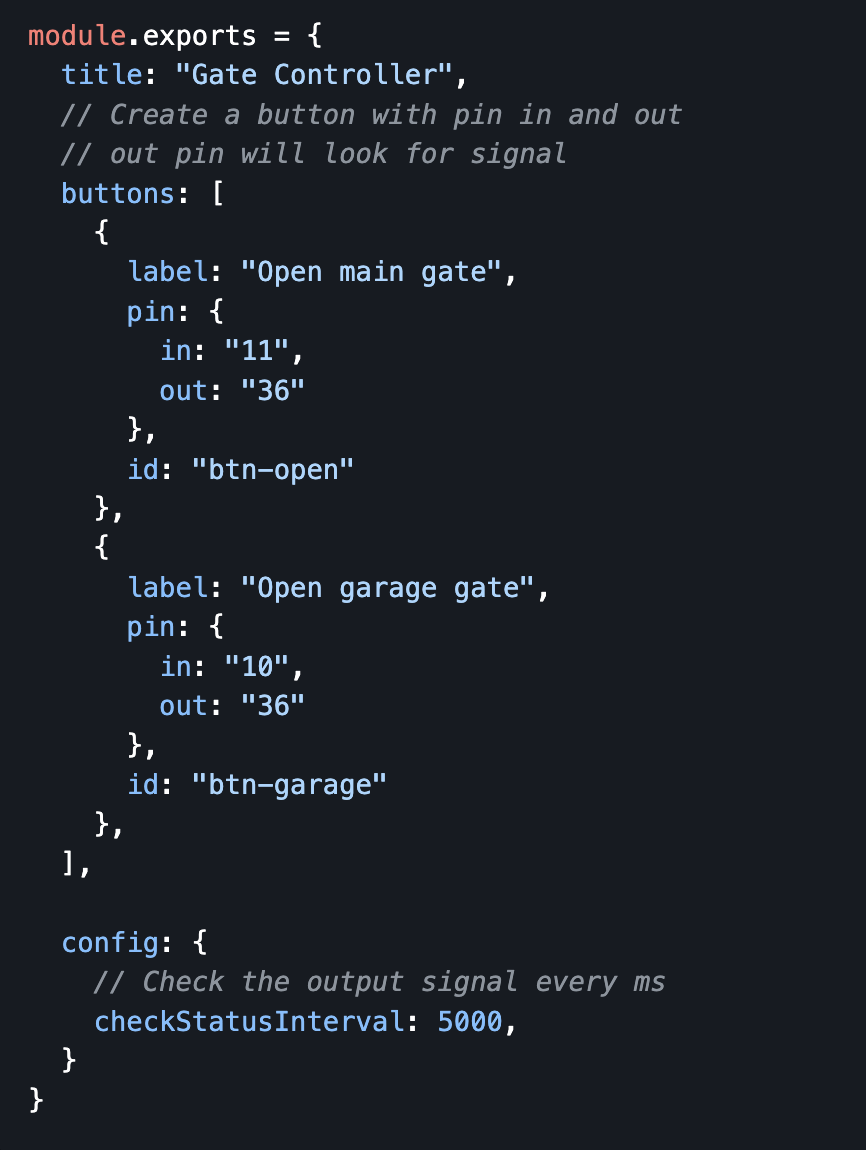 module.exports = {
  title: "Gate Controller",
  // Create a button with pin in and out
  // out pin will look for signal
  buttons: [
    {
      label: "Open main gate",
      pin: {
        in: "11",
        out: "36"
      },
      id: "btn-open"
    },
    {
      label: "Open garage gate",
      pin: {
        in: "10",
        out: "36"
      },
      id: "btn-garage"
    },
  ],

  config: {
    // Check the output signal every ms
    checkStatusInterval: 5000,
  }
}